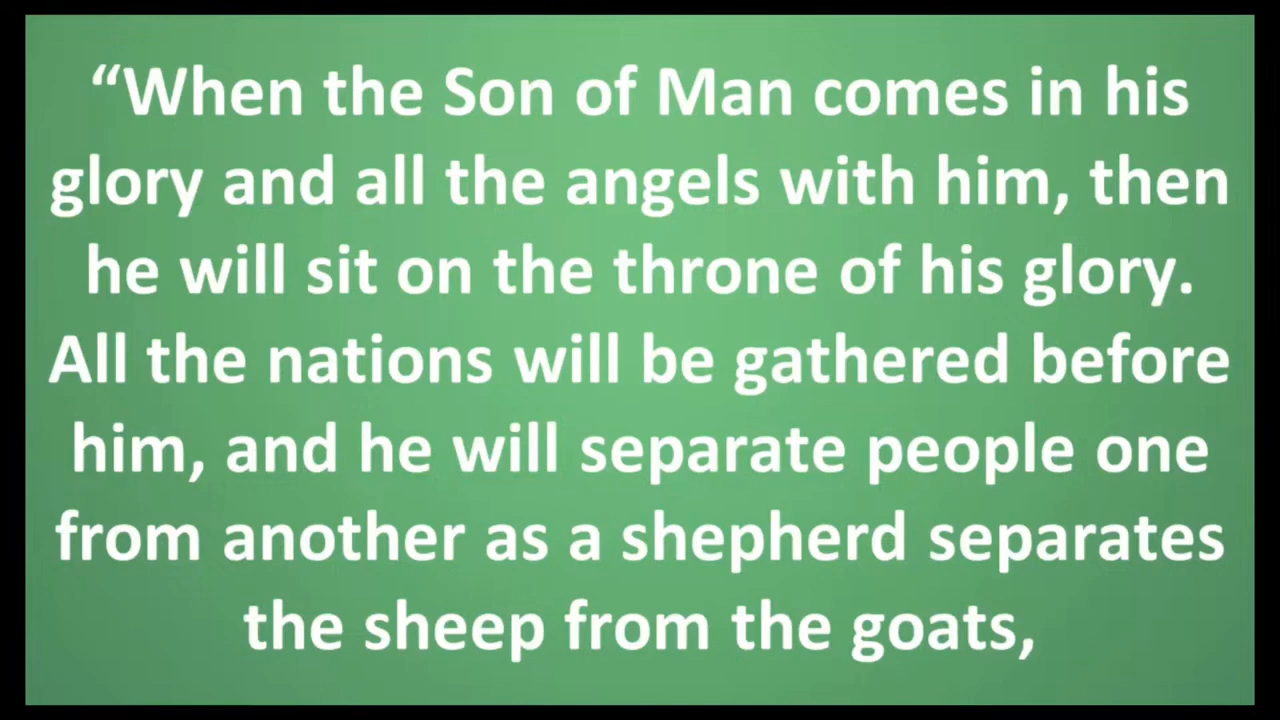 “When the Son of Man comes in his
glory and all the angels with him, then
he will sit on the throne of his glory.
All the nations will be gathered before
him, and he will separate people one
from another as a shepherd separates
the sheep from the goats,